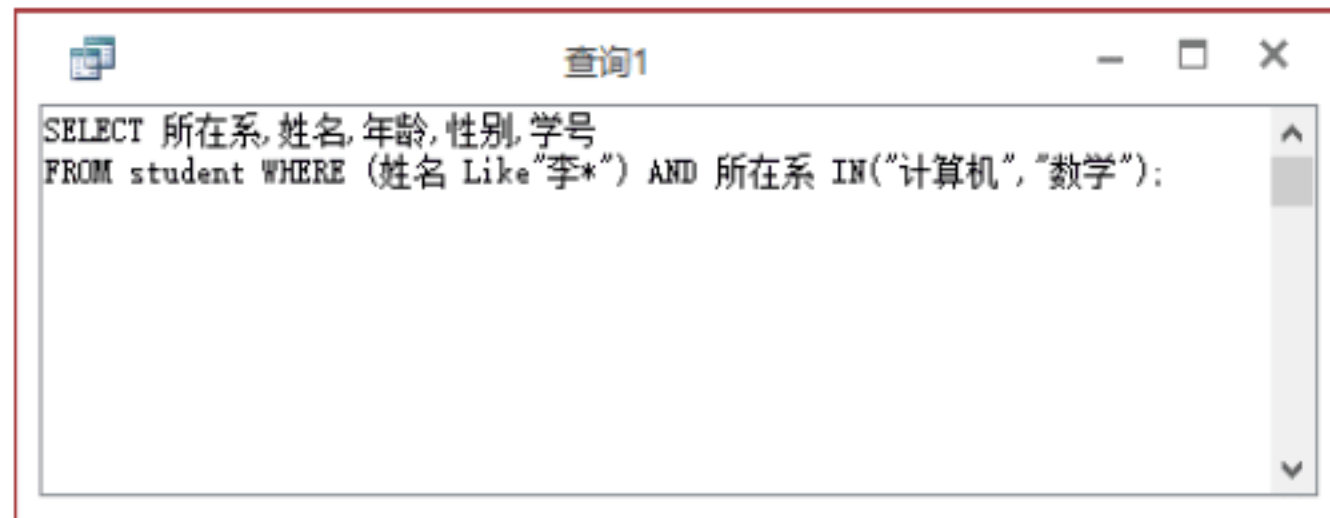 查询1
SELECT 所在系,姓名,年龄,性别,学号
FROM student WHERE (姓名 Like"李*") AND 所在系 IN("计算机","数学");